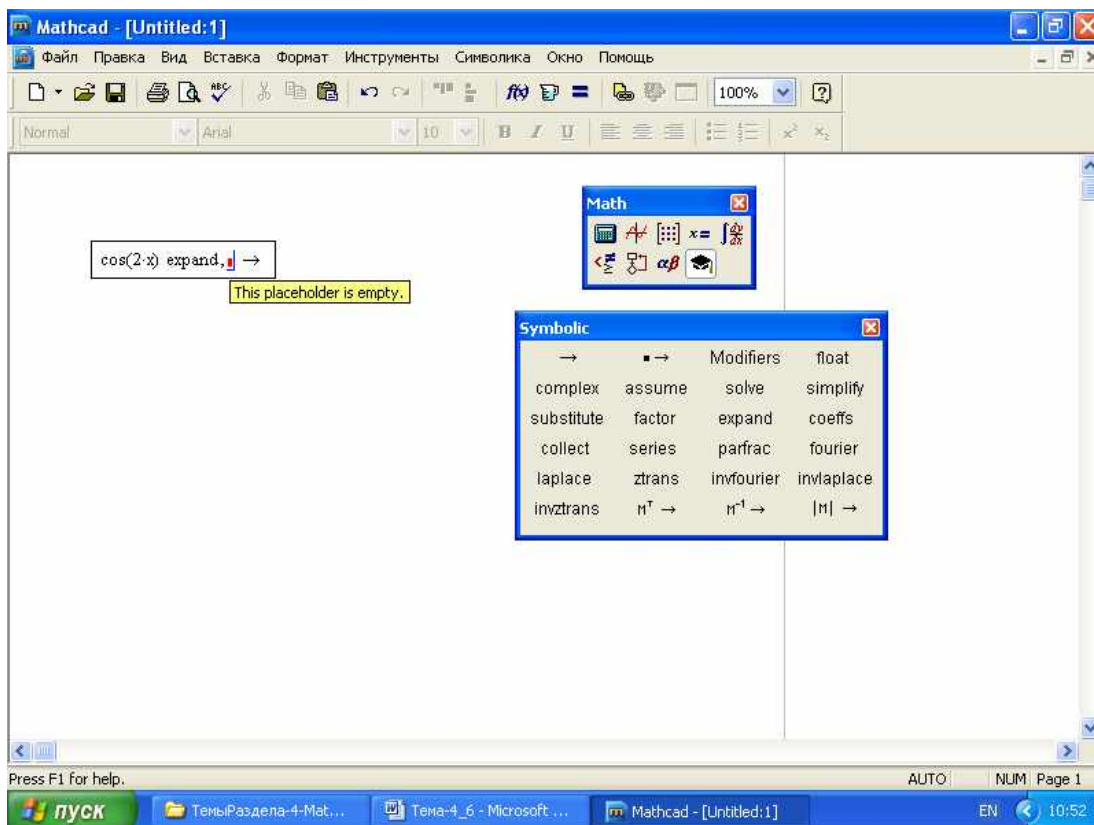 Mathcad - [Untitled:1]
Файл Правка Вид Вставка Формат Инструменты Символика Окно Помощь
100%
Normal Arial 10 B I U
Math
cos(2·x) expand, →
This placeholder is empty.
Symbolic
→ ▪ → Modifiers float
complex assume solve simplify
substitute factor expand coeffs
collect series parfrac fourier
laplace ztrans invfourier invlaplace
invztrans Mᵀ → M⁻¹ → |M| →
Press F1 for help. AUTO NUM Page 1
пуск ТемыРаздела-4-Mat... Тема-4_6 - Microsoft ... Mathcad - [Untitled:1] EN 10:52